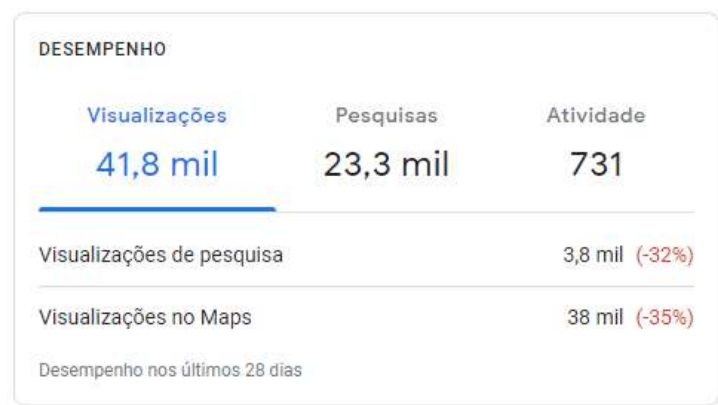 DESEMPENHO
Visualizações Pesquisas Atividade
41,8 mil 23,3 mil 731
Visualizações de pesquisa 3,8 mil (-32%)
Visualizações no Maps 38 mil (-35%)
Desempenho nos últimos 28 dias